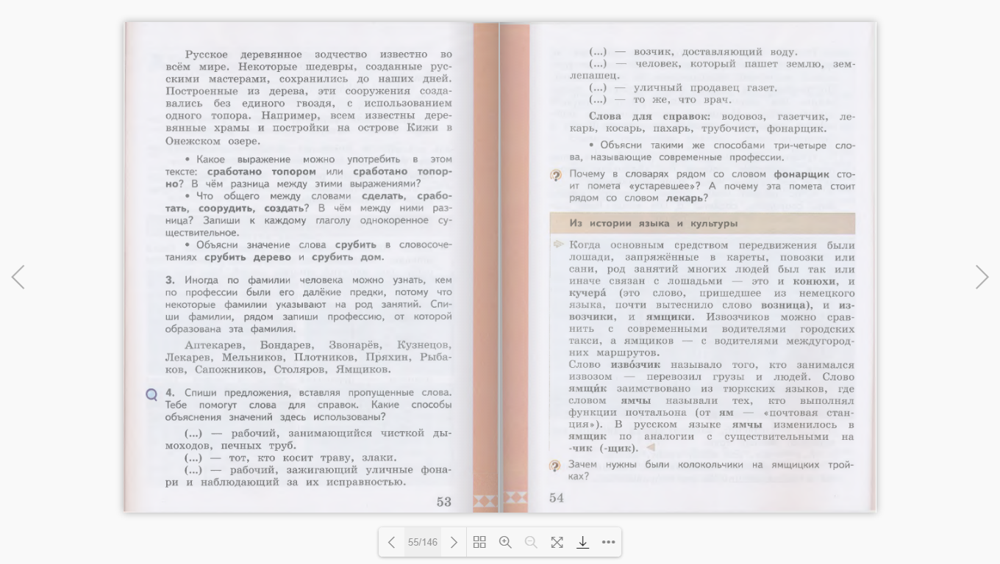 Русское деревянное зодчество известно во
всём мире. Некоторые шедевры, созданные рус-
скими мастерами, сохранились до наших дней.
Построенные из дерева, эти сооружения созда-
вались без единого гвоздя, с использованием
одного топора. Например, всем известны дере-
вянные храмы и постройки на острове Кижи в
Онежском озере.
• Какое выражение можно употребить в этом
тексте: сработано топором или сработано топор-
но? В чём разница между этими выражениями?
• Что общего между словами сделать, срабо-
тать, соорудить, создать? В чём между ними раз-
ница? Запиши к каждому глаголу однокоренное су-
ществительное.
• Объясни значение слова срубить в словосоче-
таниях срубить дерево и срубить дом.
3. Иногда по фамилии человека можно узнать, кем
по профессии были его далёкие предки, потому что
некоторые фамилии указывают на род занятий. Спи-
ши фамилии, рядом запиши профессию, от которой
образована эта фамилия.
Аптекарев, Бондарев, Звонарёв, Кузнецов,
Лекарев, Мельников, Плотников, Пряхин, Рыба-
ков, Сапожников, Столяров, Ямщиков.
4. Спиши предложения, вставляя пропущенные слова.
Тебе помогут слова для справок. Какие способы
объяснения значений здесь использованы?
(...) — рабочий, занимающийся чисткой ды-
моходов, печных труб.
(...) — тот, кто косит траву, злаки.
(...) — рабочий, зажигающий уличные фона-
ри и наблюдающий за их исправностью.
53
(...) — возчик, доставляющий воду.
(...) — человек, который пашет землю, зем-
лепашец.
(...) — уличный продавец газет.
(...) — то же, что врач.
Слова для справок: водовоз, газетчик, ле-
карь, косарь, пахарь, трубочист, фонарщик.
• Объясни такими же способами три-четыре сло-
ва, называющие современные профессии.
? Почему в словарях рядом со словом фонарщик сто-
ит помета «устаревшее»? А почему эта помета стоит
рядом со словом лекарь?
Из истории языка и культуры
Когда основным средством передвижения были
лошади, запряжённые в кареты, повозки или
сани, род занятий многих людей был так или
иначе связан с лошадьми — это и конюхи, и
кучера́ (это слово, пришедшее из немецкого
языка, почти вытеснило слово возница), и из-
возчики, и ямщики. Извозчиков можно срав-
нить с современными водителями городских
такси, а ямщиков — с водителями междугород-
них маршрутов.
Слово изво́зчик называло того, кто занимался
извозом — перевозил грузы и людей. Слово
ямщи́к заимствовано из тюркских языков, где
словом ямчы называли тех, кто выполнял
функции почтальона (от ям — «почтовая стан-
ция»). В русском языке ямчы изменилось в
ямщик по аналогии с существительными на
-чик (-щик).
? Зачем нужны были колокольчики на ямщицких трой-
ках?
54
55/146